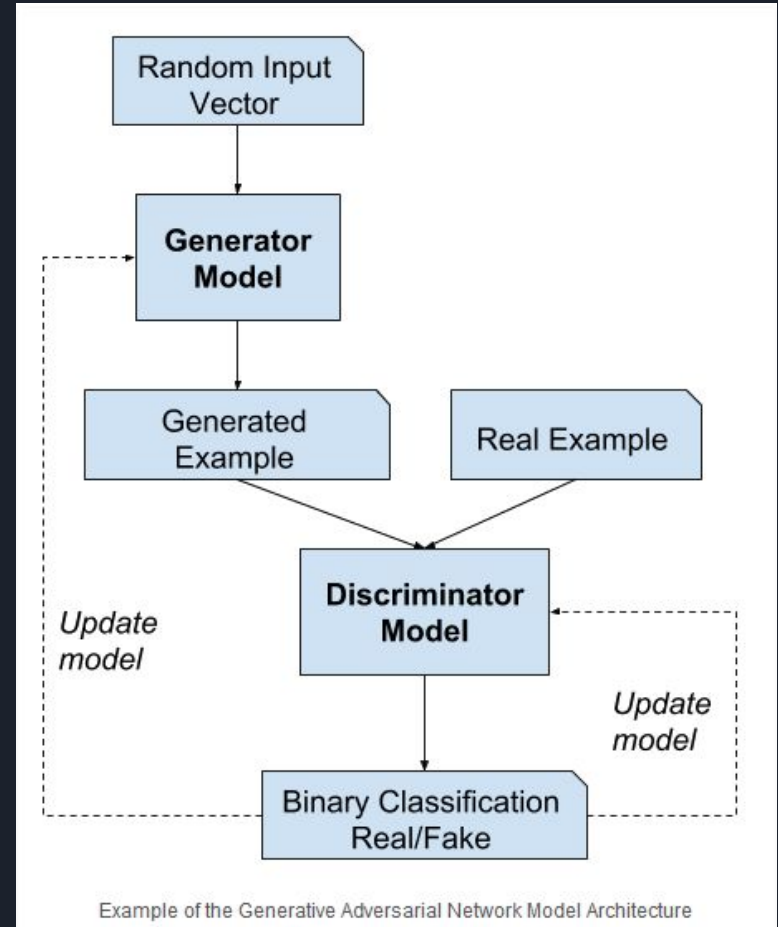 Random Input
Vector
Generator
Model
Generated
Example
Real Example
Discriminator
Model
Update
model
Update
model
Binary Classification
Real/Fake
Example of the Generative Adversarial Network Model Architecture